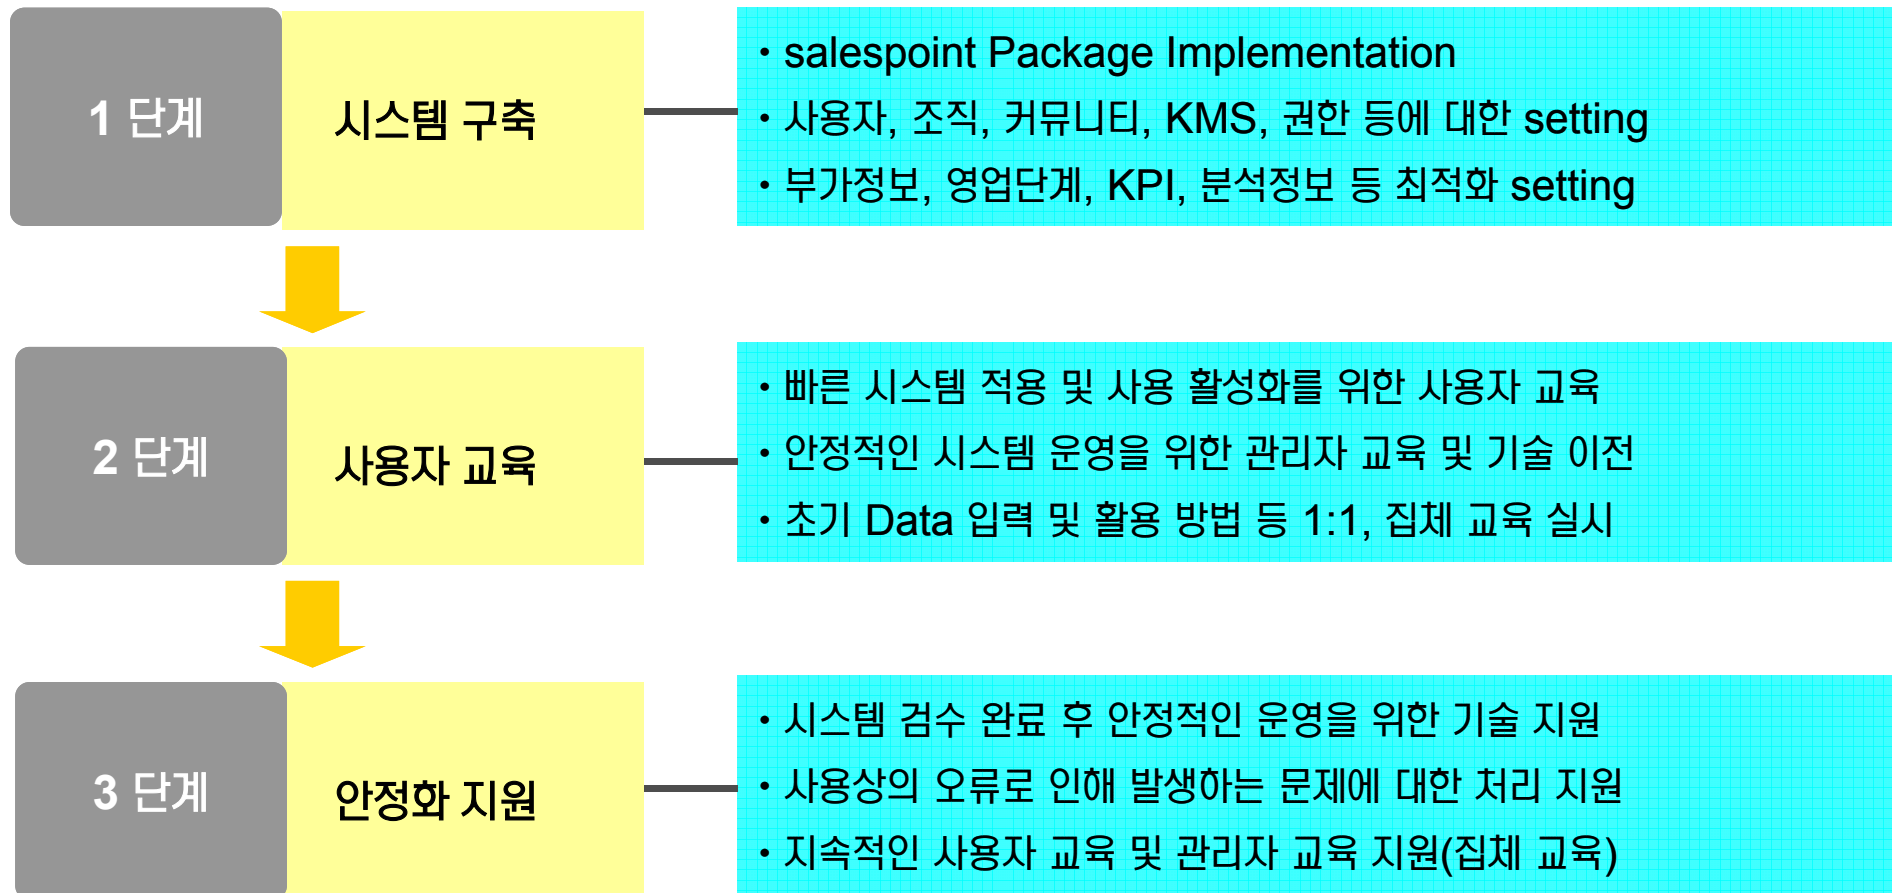 1 단계
시스템 구축
· salespoint Package Implementation
· 사용자, 조직, 커뮤니티, KMS, 권한 등에 대한 setting
· 부가정보, 영업단계, KPI, 분석정보 등 최적화 setting
2 단계
사용자 교육
· 빠른 시스템 적용 및 사용 활성화를 위한 사용자 교육
· 안정적인 시스템 운영을 위한 관리자 교육 및 기술 이전
· 초기 Data 입력 및 활용 방법 등 1:1, 집체 교육 실시
3 단계
안정화 지원
· 시스템 검수 완료 후 안정적인 운영을 위한 기술 지원
· 사용상의 오류로 인해 발생하는 문제에 대한 처리 지원
· 지속적인 사용자 교육 및 관리자 교육 지원(집체 교육)